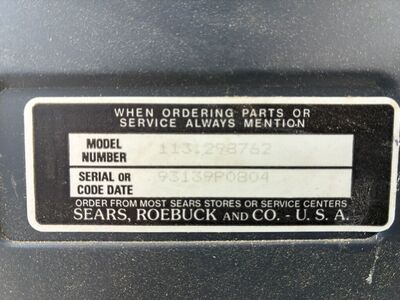 WHEN ORDERING PARTS OR
SERVICE ALWAYS MENTION
MODEL NUMBER 113.298762
SERIAL OR CODE DATE 93139P0804
ORDER FROM MOST SEARS STORES OR SERVICE CENTERS
SEARS, ROEBUCK AND CO. - U. S. A.